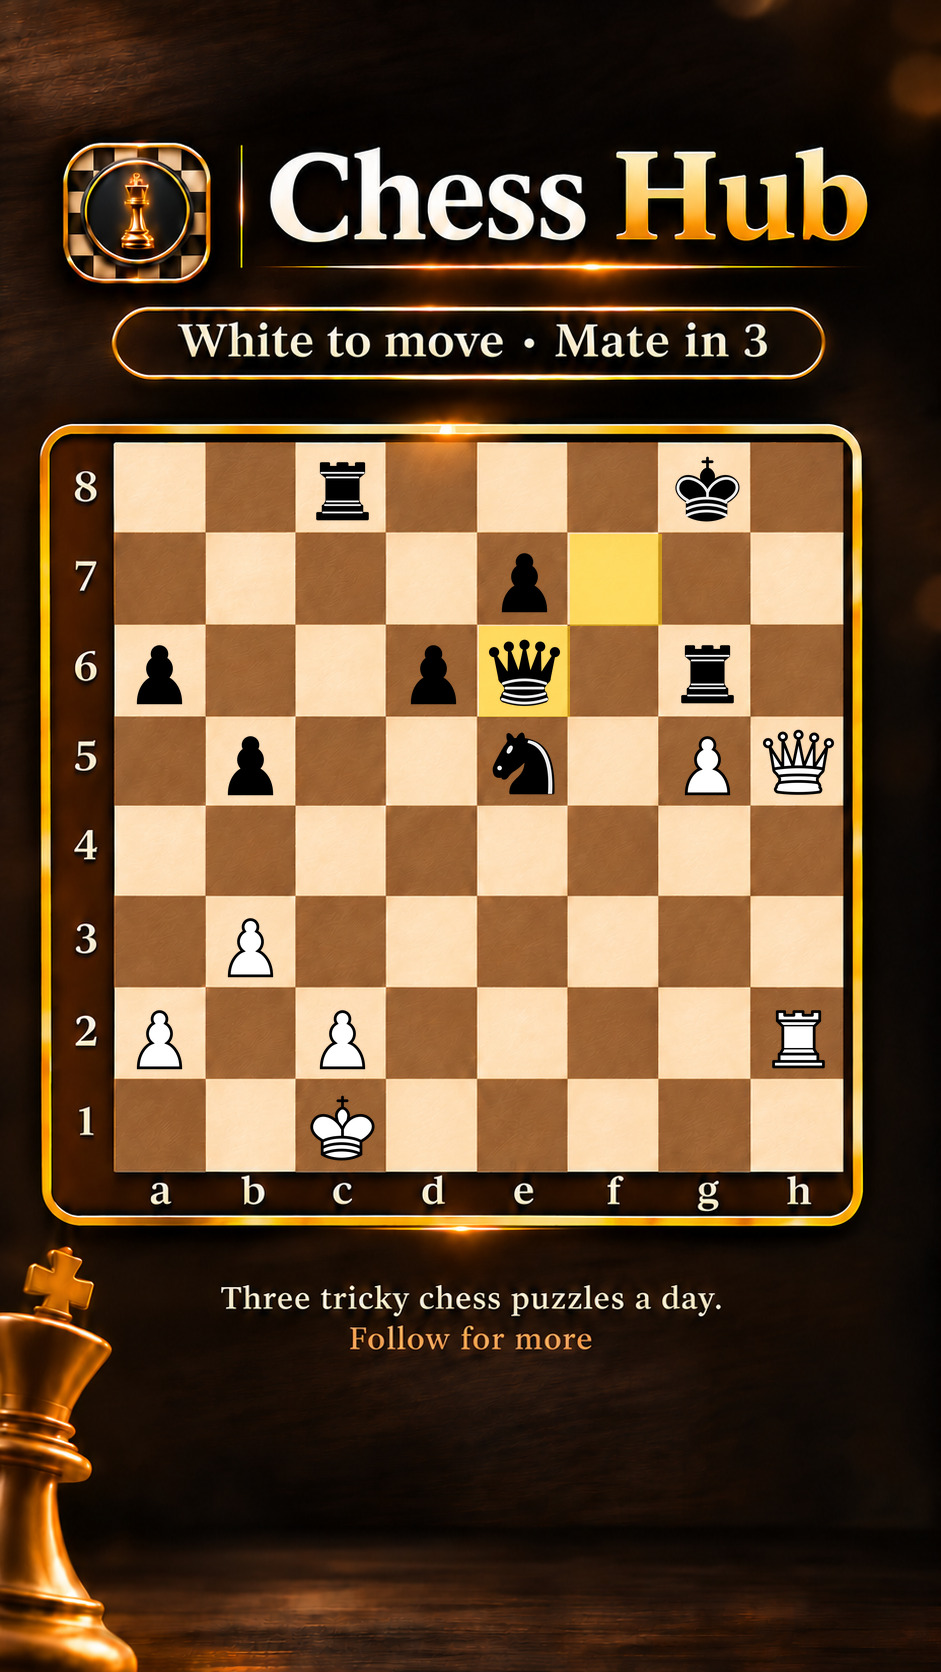 Chess Hub
White to move • Mate in 3
8
7
6
5
4
3
2
1
a b c d e f g h
Three tricky chess puzzles a day.
Follow for more